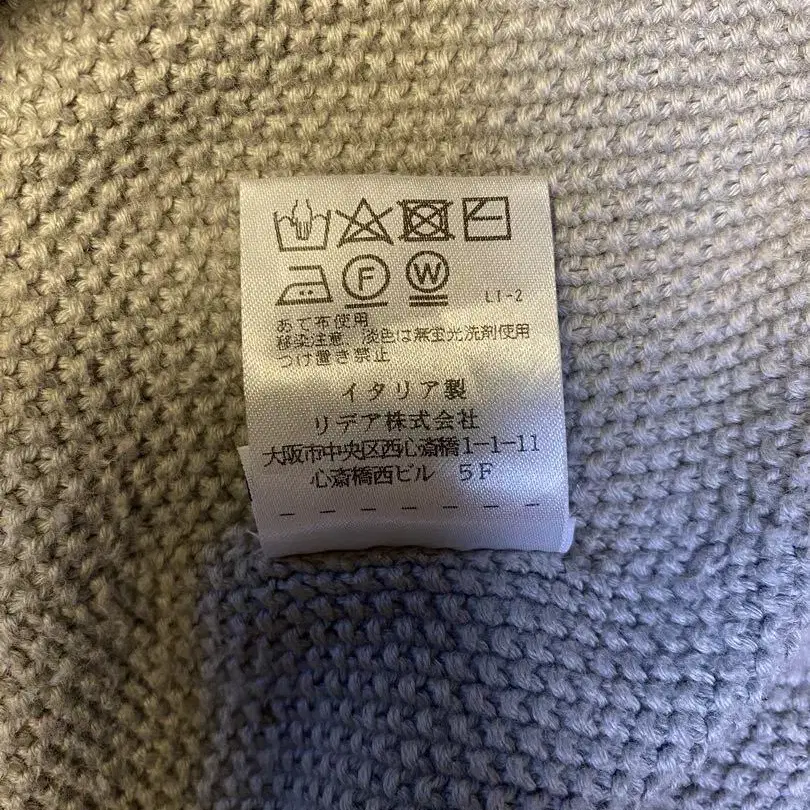 F W LI-2
あて布使用
移染注意 淡色は無蛍光洗剤使用
つけ置き禁止
イタリア製
リデア株式会社
大阪市中央区西心斎橋1-1-11
心斎橋西ビル 5F